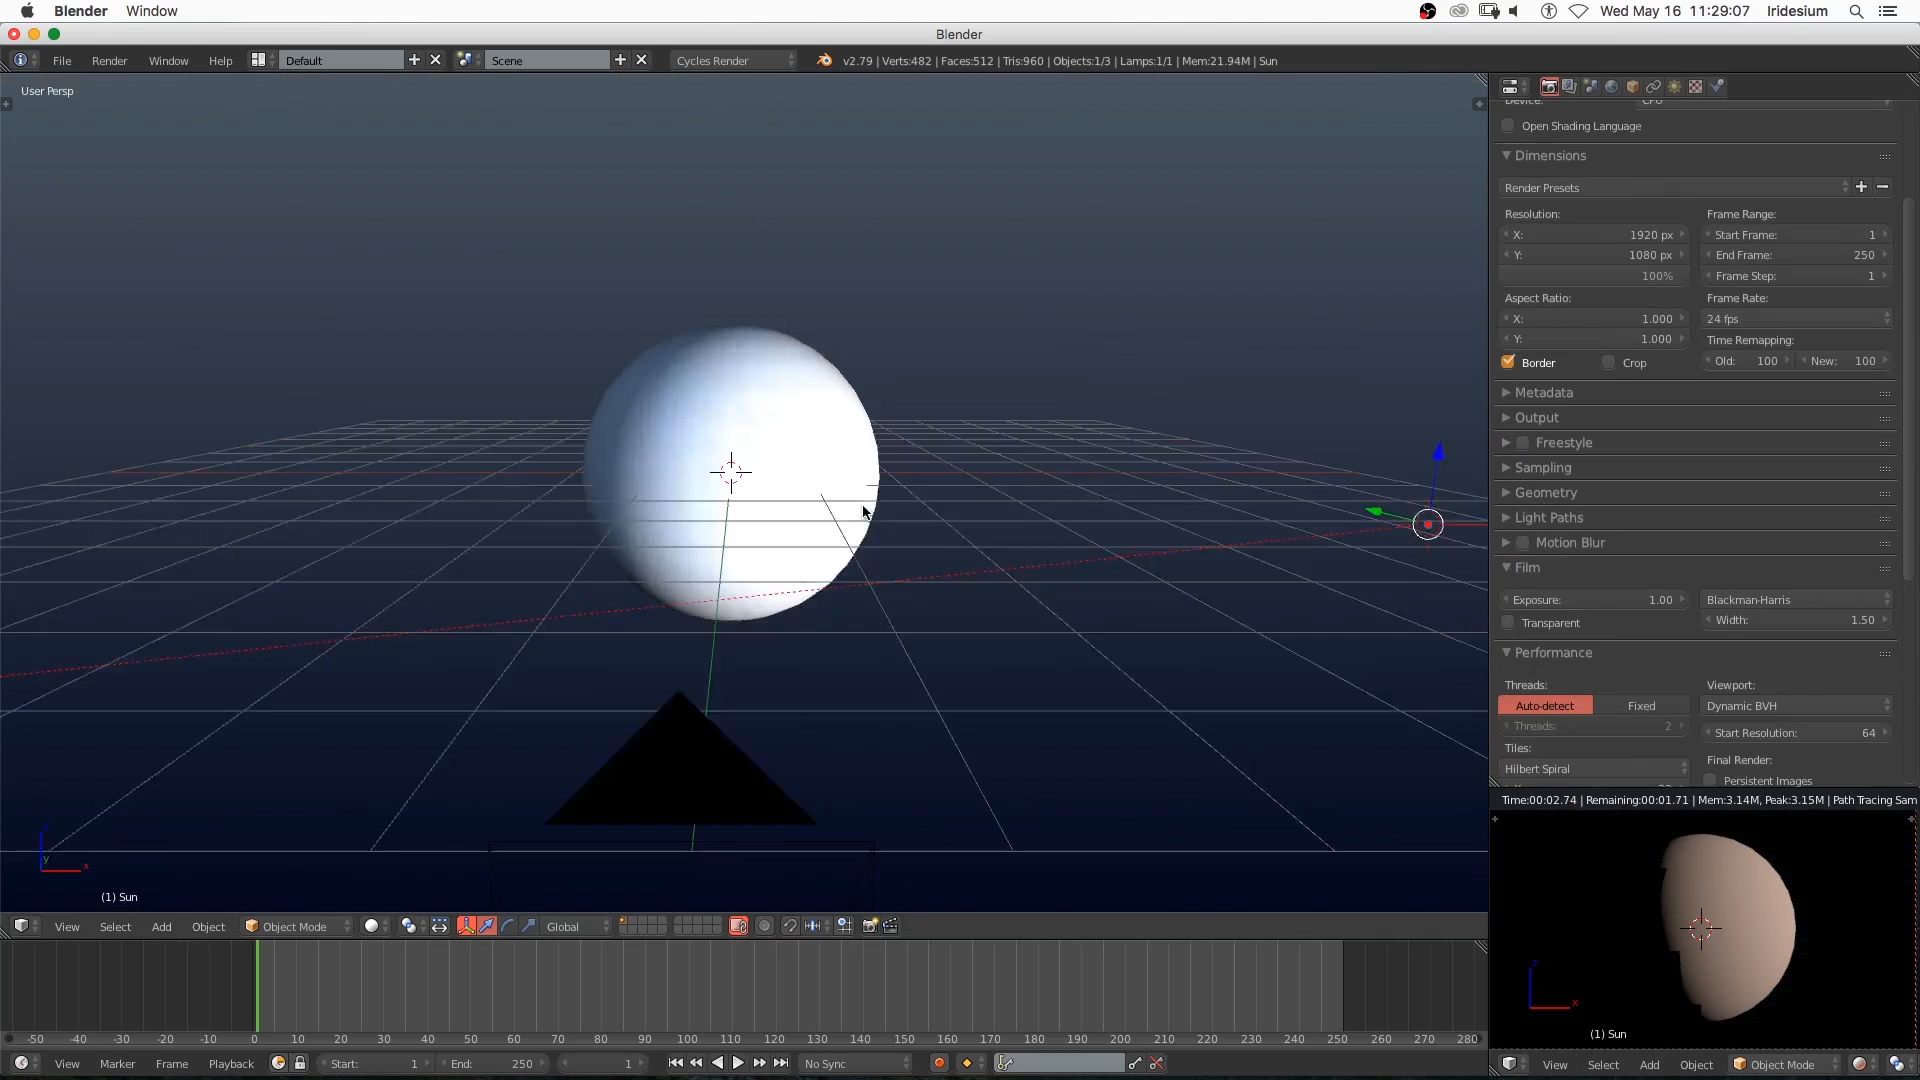 Blender Window Wed May 16 11:29:07 Iridesium
Blender
File Render Window Help Default Scene Cycles Render v2.79 | Verts:482 | Faces:512 | Tris:960 | Objects:1/3 | Lamps:1/1 | Mem:21.94M | Sun
User Persp
Device: CPU
Open Shading Language
Dimensions
Render Presets
Resolution: Frame Range:
X: 1920 px Start Frame: 1
Y: 1080 px End Frame: 250
100% Frame Step: 1
Aspect Ratio: Frame Rate:
X: 1.000 24 fps
Y: 1.000 Time Remapping:
Border Crop Old: 100 New: 100
Metadata
Output
Freestyle
Sampling
Geometry
Light Paths
Motion Blur
Film
Exposure: 1.00 Blackman-Harris
Transparent Width: 1.50
Performance
Threads: Viewport:
Auto-detect Fixed Dynamic BVH
Threads: 2 Start Resolution: 64
Tiles: Final Render:
Hilbert Spiral Persistent Images
Time:00:02.74 | Remaining:00:01.71 | Mem:3.14M, Peak:3.15M | Path Tracing Sam
z
y x
(1) Sun
z
x
(1) Sun
View Select Add Object Object Mode Global
-50 -40 -30 -20 -10 0 10 20 30 40 50 60 70 80 90 100 110 120 130 140 150 160 170 180 190 200 210 220 230 240 250 260 270 280
View Marker Frame Playback Start: 1 End: 250 1 No Sync
View Select Add Object Object Mode